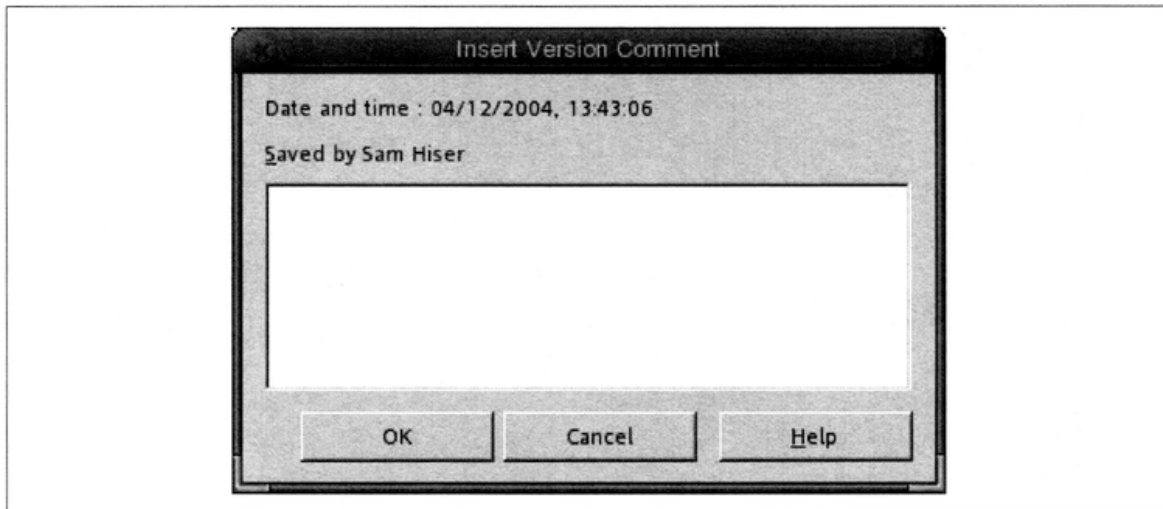 Insert Version Comment
Date and time : 04/12/2004, 13:43:06
Saved by Sam Hiser
OK
Cancel
Help